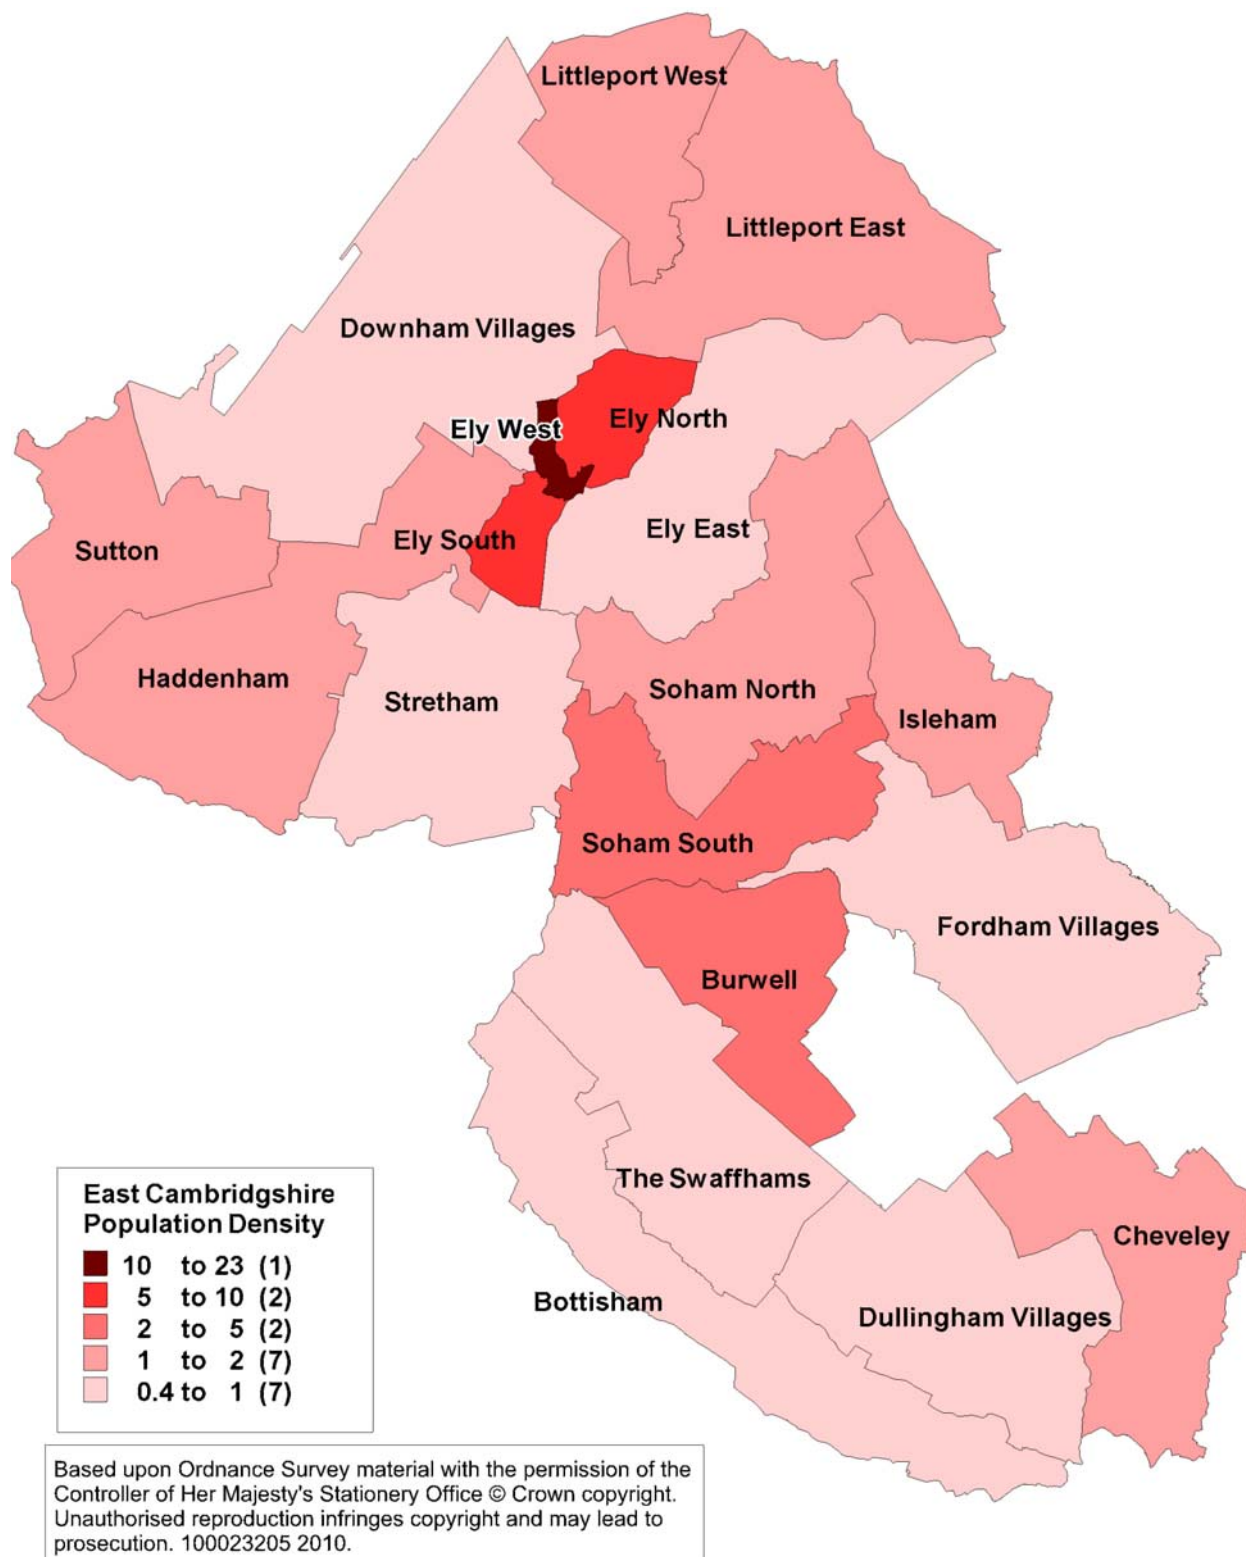 Littleport West
Littleport East
Downham Villages
Ely North
Ely West
Ely East
Ely South
Sutton
Haddenham
Soham North
Stretham
Isleham
Soham South
Fordham Villages
Burwell
The Swaffhams
Cheveley
Bottisham
Dullingham Villages
East Cambridgshire
Population Density
10 to 23 (1)
5 to 10 (2)
2 to 5 (2)
1 to 2 (7)
0.4 to 1 (7)
Based upon Ordnance Survey material with the permission of the
Controller of Her Majesty's Stationery Office © Crown copyright.
Unauthorised reproduction infringes copyright and may lead to
prosecution. 100023205 2010.